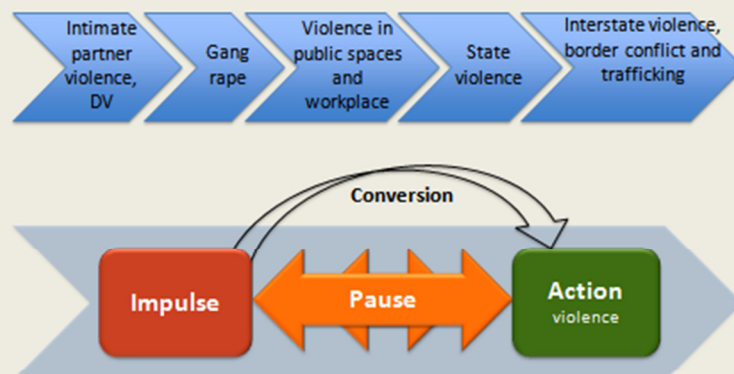 Intimate
partner
violence,
DV
Gang
rape
Violence in
public spaces
and
workplace
State
violence
Interstate violence,
border conflict and
trafficking
Conversion
Impulse
Pause
Action
violence